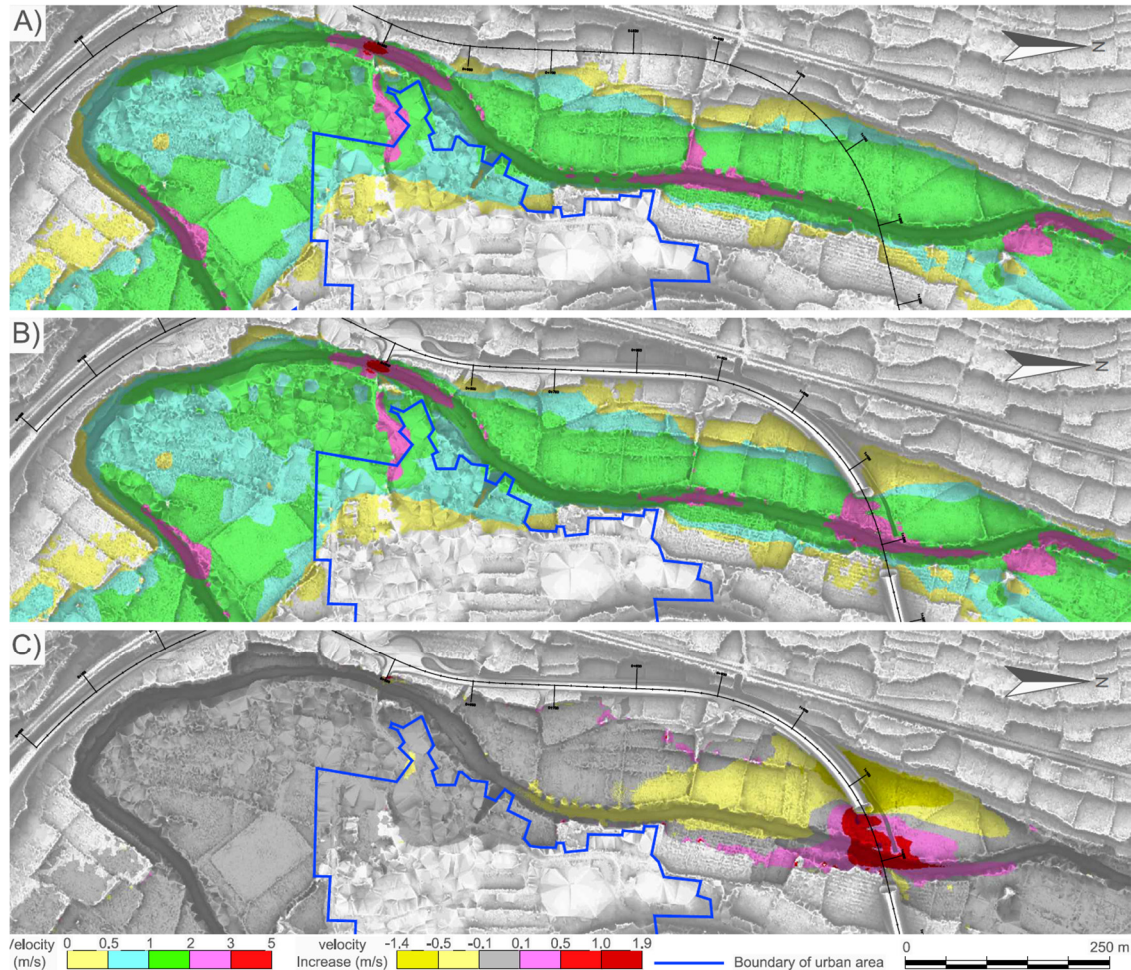 A)
N
B)
N
C)
N
Velocity 0 0.5 1 2 3 5
(m/s)
velocity -1.4 -0.5 -0.1 0.1 0.5 1.0 1.9
Increase (m/s)
Boundary of urban area
0 250 m